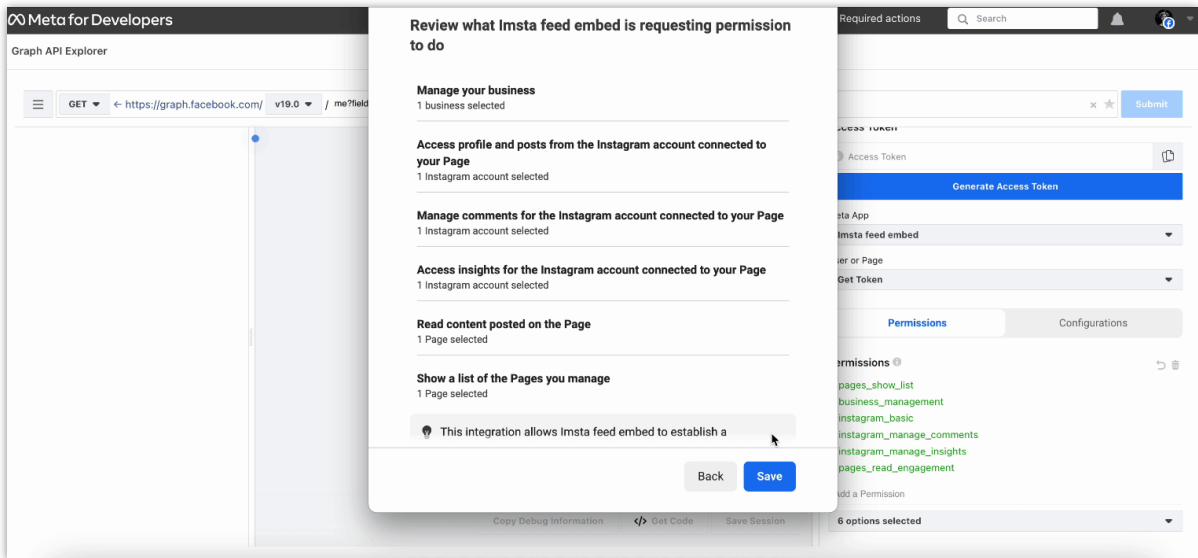 Meta for Developers
Required actions
Search
Graph API Explorer
GET
← https://graph.facebook.com/
v19.0
/ me?field
Submit
Review what Imsta feed embed is requesting permission
to do
Manage your business
1 business selected
Access profile and posts from the Instagram account connected to
your Page
1 Instagram account selected
Manage comments for the Instagram account connected to your Page
1 Instagram account selected
Access insights for the Instagram account connected to your Page
1 Instagram account selected
Read content posted on the Page
1 Page selected
Show a list of the Pages you manage
1 Page selected
This integration allows Imsta feed embed to establish a
Back
Save
Access Token
Generate Access Token
eta App
Imsta feed embed
ser or Page
Get Token
Permissions
Configurations
ermissions
pages_show_list
business_management
instagram_basic
instagram_manage_comments
instagram_manage_insights
pages_read_engagement
Add a Permission
6 options selected
Copy Debug Information
</> Get Code
Save Session